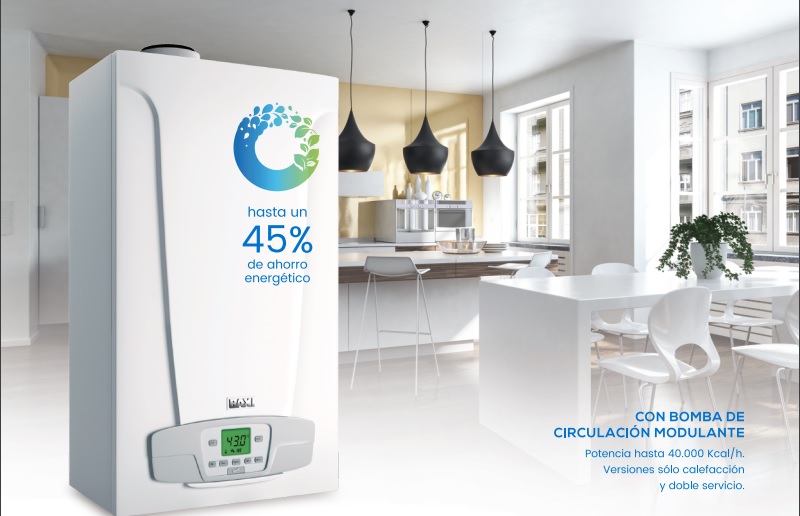 hasta un
45%
de ahorro
energético
BAXI
43.0
CON BOMBA DE
CIRCULACIÓN MODULANTE
Potencia hasta 40.000 Kcal/h.
Versiones sólo calefacción
y doble servicio.